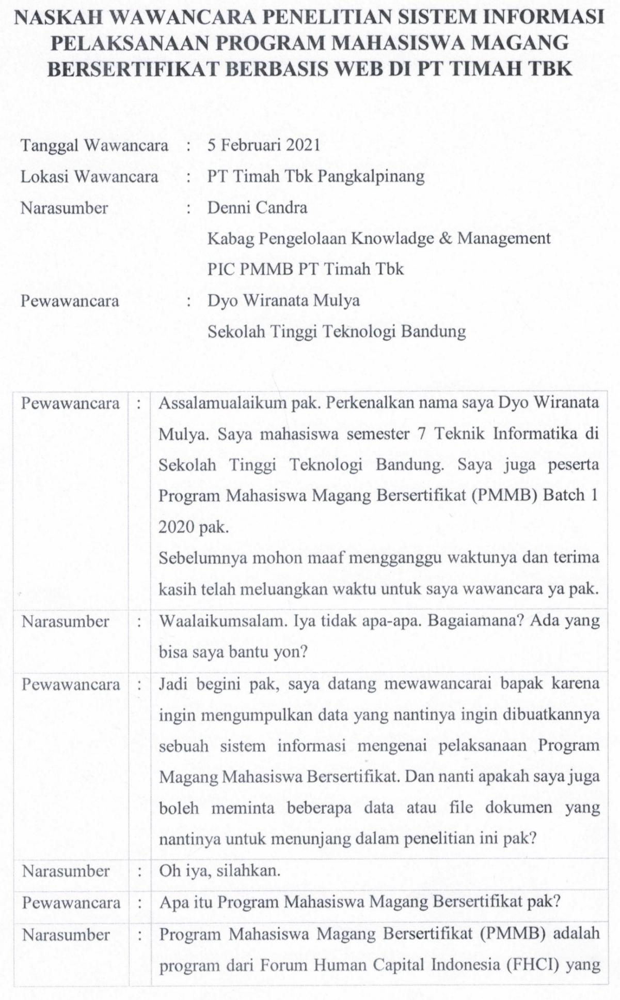 NASKAH WAWANCARA PENELITIAN SISTEM INFORMASI
PELAKSANAAN PROGRAM MAHASISWA MAGANG
BERSERTIFIKAT BERBASIS WEB DI PT TIMAH TBK
Tanggal Wawancara : 5 Februari 2021
Lokasi Wawancara : PT Timah Tbk Pangkalpinang
Narasumber : Denni Candra
Kabag Pengelolaan Knowladge & Management
PIC PMMB PT Timah Tbk
Pewawancara : Dyo Wiranata Mulya
Sekolah Tinggi Teknologi Bandung
Pewawancara : Assalamualaikum pak. Perkenalkan nama saya Dyo Wiranata
Mulya. Saya mahasiswa semester 7 Teknik Informatika di
Sekolah Tinggi Teknologi Bandung. Saya juga peserta
Program Mahasiswa Magang Bersertifikat (PMMB) Batch 1
2020 pak.
Sebelumnya mohon maaf mengganggu waktunya dan terima
kasih telah meluangkan waktu untuk saya wawancara ya pak.
Narasumber : Waalaikumsalam. Iya tidak apa-apa. Bagaiamana? Ada yang
bisa saya bantu yon?
Pewawancara : Jadi begini pak, saya datang mewawancarai bapak karena
ingin mengumpulkan data yang nantinya ingin dibuatkannya
sebuah sistem informasi mengenai pelaksanaan Program
Magang Mahasiswa Bersertifikat. Dan nanti apakah saya juga
boleh meminta beberapa data atau file dokumen yang
nantinya untuk menunjang dalam penelitian ini pak?
Narasumber : Oh iya, silahkan.
Pewawancara : Apa itu Program Mahasiswa Magang Bersertifikat pak?
Narasumber : Program Mahasiswa Magang Bersertifikat (PMMB) adalah
program dari Forum Human Capital Indonesia (FHCI) yang